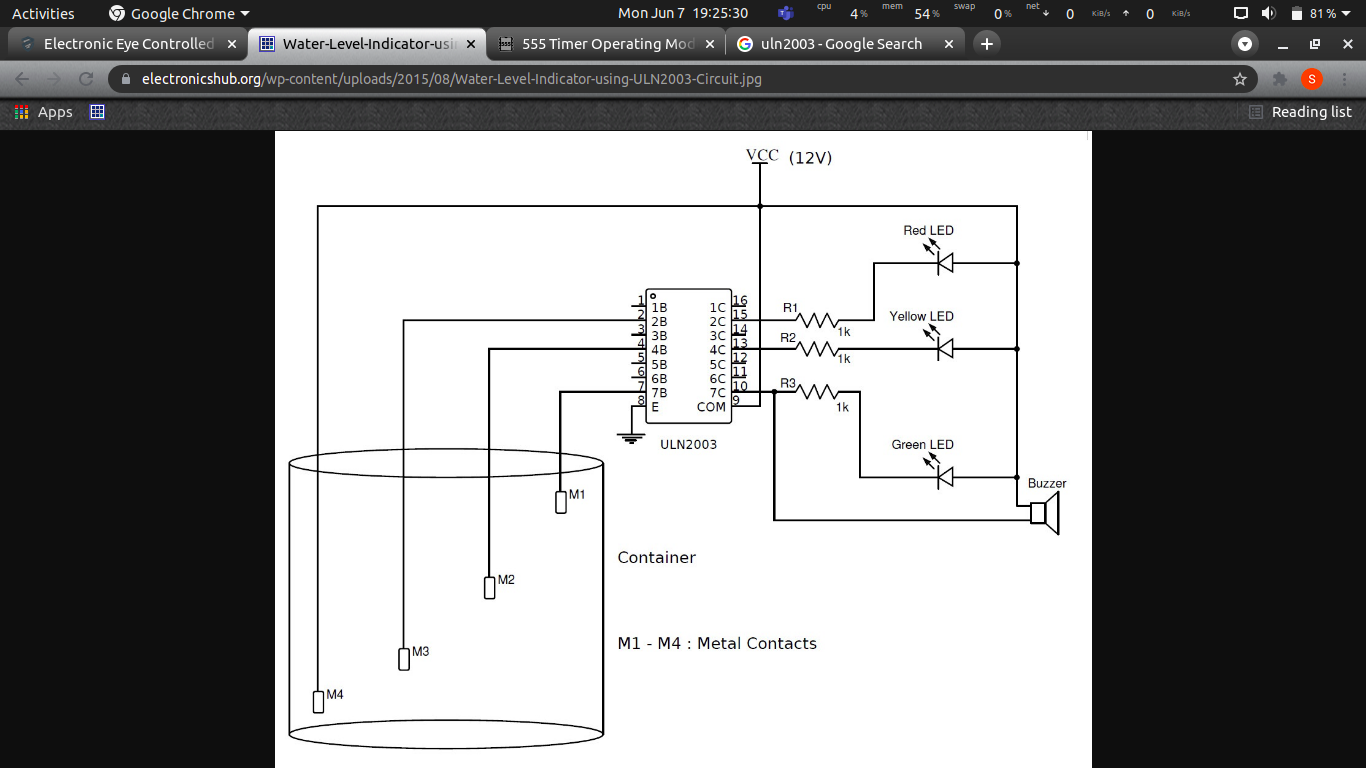 Activities
Google Chrome
Mon Jun 7 19:25:30
cpu
4 %
mem
54 %
swap
0 %
net
0 KiB/s
0 KiB/s
81 %
Electronic Eye Controlled
Water-Level-Indicator-usi
555 Timer Operating Mod
uln2003 - Google Search
electronicshub.org/wp-content/uploads/2015/08/Water-Level-Indicator-using-ULN2003-Circuit.jpg
S
Apps
Reading list
VCC (12V)
Red LED
Yellow LED
Green LED
Buzzer
1 1B 1C 16
2 2B 2C 15
3 3B 3C 14
4 4B 4C 13
5 5B 5C 12
6 6B 6C 11
7 7B 7C 10
8 E COM 9
ULN2003
R1
1k
R2
1k
R3
1k
M1
M2
M3
M4
Container
M1 - M4 : Metal Contacts